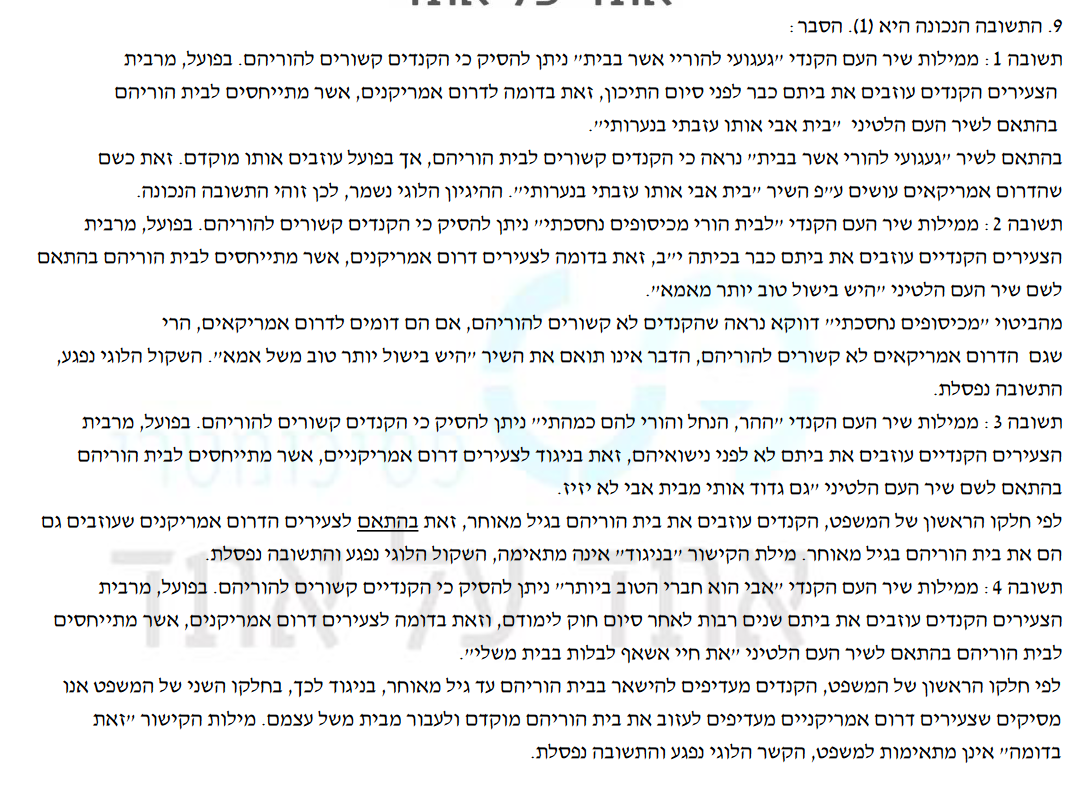 אחד על אחד
9. התשובה הנכונה היא (1). הסבר :
תשובה 1 : ממילות שיר העם הקנדי ״געגועי להוריי אשר בבית״ ניתן להסיק כי הקנדים קשורים להוריהם. בפועל, מרבית
הצעירים הקנדים עוזבים את ביתם כבר לפני סיום התיכון, זאת בדומה לדרום אמריקנים, אשר מתייחסים לבית הוריהם
בהתאם לשיר העם הלטיני ״בית אבי אותו עזבתי בנערותי״.
בהתאם לשיר ״געגועי להורי אשר בבית״ נראה כי הקנדים קשורים לבית הוריהם, אך בפועל עוזבים אותו מוקדם. זאת כשם
שהדרום אמריקאים עושים ע״פ השיר ״בית אבי אותו עזבתי בנערותי״. ההיגיון הלוגי נשמר, לכן זוהי התשובה הנכונה.
תשובה 2 : ממילות שיר העם הקנדי ״לבית הורי מכיסופים נחסכתי״ ניתן להסיק כי הקנדים קשורים להוריהם. בפועל, מרבית
הצעירים הקנדיים עוזבים את ביתם כבר בכיתה י״ב, זאת בדומה לצעירים דרום אמריקנים, אשר מתייחסים לבית הוריהם בהתאם
לשם שיר העם הלטיני ״היש בישול טוב יותר מאמא״.
מהביטוי ״מכיסופים נחסכתי״ דווקא נראה שהקנדים לא קשורים להוריהם, אם הם דומים לדרום אמריקאים, הרי
שגם הדרום אמריקאים לא קשורים להוריהם, הדבר אינו תואם את השיר ״היש בישול יותר טוב משל אמא״. השקול הלוגי נפגע,
התשובה נפסלת.
תשובה 3 : ממילות שיר העם הקנדי ״ההר, הנחל והורי להם כמהתי״ ניתן להסיק כי הקנדים קשורים להוריהם. בפועל, מרבית
הצעירים הקנדיים עוזבים את ביתם לא לפני נישואיהם, זאת בניגוד לצעירים דרום אמריקניים, אשר מתייחסים לבית הוריהם
בהתאם לשם שיר העם הלטיני ״גם גדוד אותי מבית אבי לא יזיז.
לפי חלקו הראשון של המשפט, הקנדים עוזבים את בית הוריהם בגיל מאוחר, זאת בהתאם לצעירים הדרום אמריקנים שעוזבים גם
הם את בית הוריהם בגיל מאוחר. מילת הקישור ״בניגוד״ אינה מתאימה, השקול הלוגי נפגע והתשובה נפסלת.
תשובה 4 : ממילות שיר העם הקנדי ״אבי הוא חברי הטוב ביותר״ ניתן להסיק כי הקנדיים קשורים להוריהם. בפועל, מרבית
הצעירים הקנדים עוזבים את ביתם שנים רבות לאחר סיום חוק לימודם, וזאת בדומה לצעירים דרום אמריקנים, אשר מתייחסים
לבית הוריהם בהתאם לשיר העם הלטיני ״את חיי אשאף לבלות בבית משלי״.
לפי חלקו הראשון של המשפט, הקנדים מעדיפים להישאר בבית הוריהם עד גיל מאוחר, בניגוד לכך, בחלקו השני של המשפט אנו
מסיקים שצעירים דרום אמריקניים מעדיפים לעזוב את בית הוריהם מוקדם ולעבור מבית משל עצמם. מילות הקישור ״זאת
בדומה״ אינן מתאימות למשפט, הקשר הלוגי נפגע והתשובה נפסלת.
פסיכומטרי
אחד על אחד